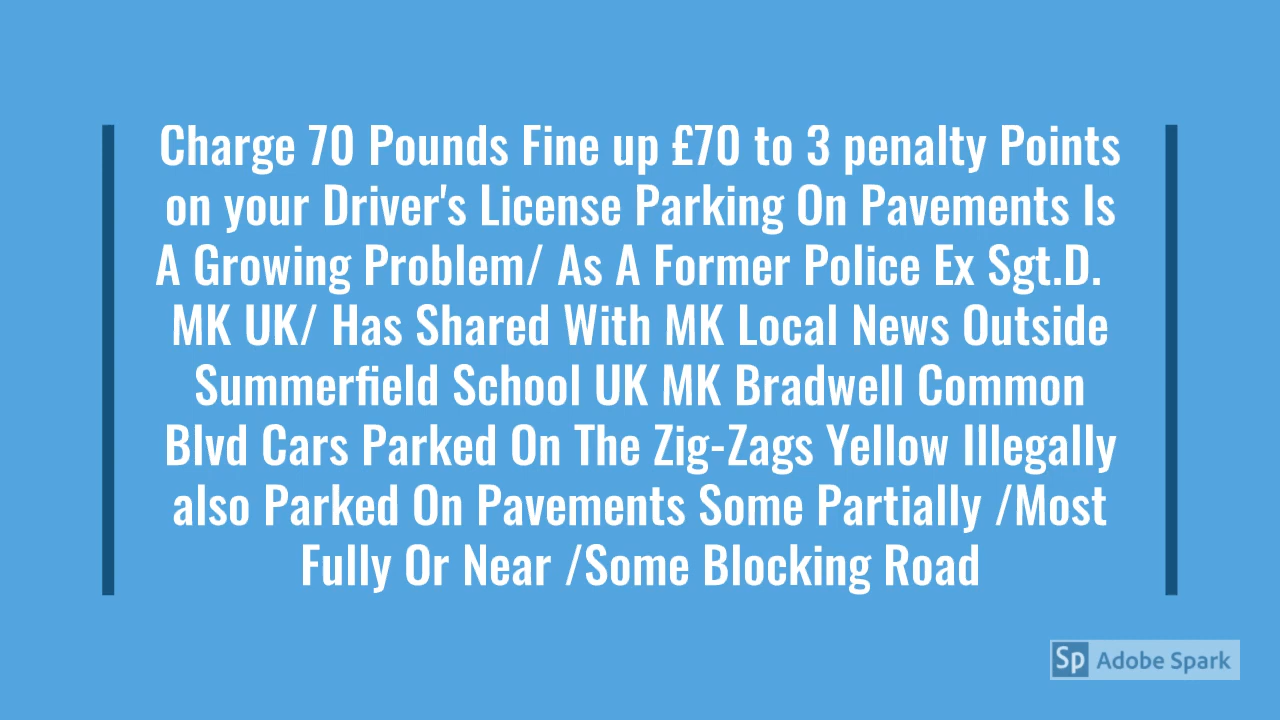 Charge 70 Pounds Fine up £70 to 3 penalty Points
on your Driver's License Parking On Pavements Is
A Growing Problem/ As A Former Police Ex Sgt.D.
MK UK/ Has Shared With MK Local News Outside
Summerfield School UK MK Bradwell Common
Blvd Cars Parked On The Zig-Zags Yellow Illegally
also Parked On Pavements Some Partially /Most
Fully Or Near /Some Blocking Road
Sp Adobe Spark